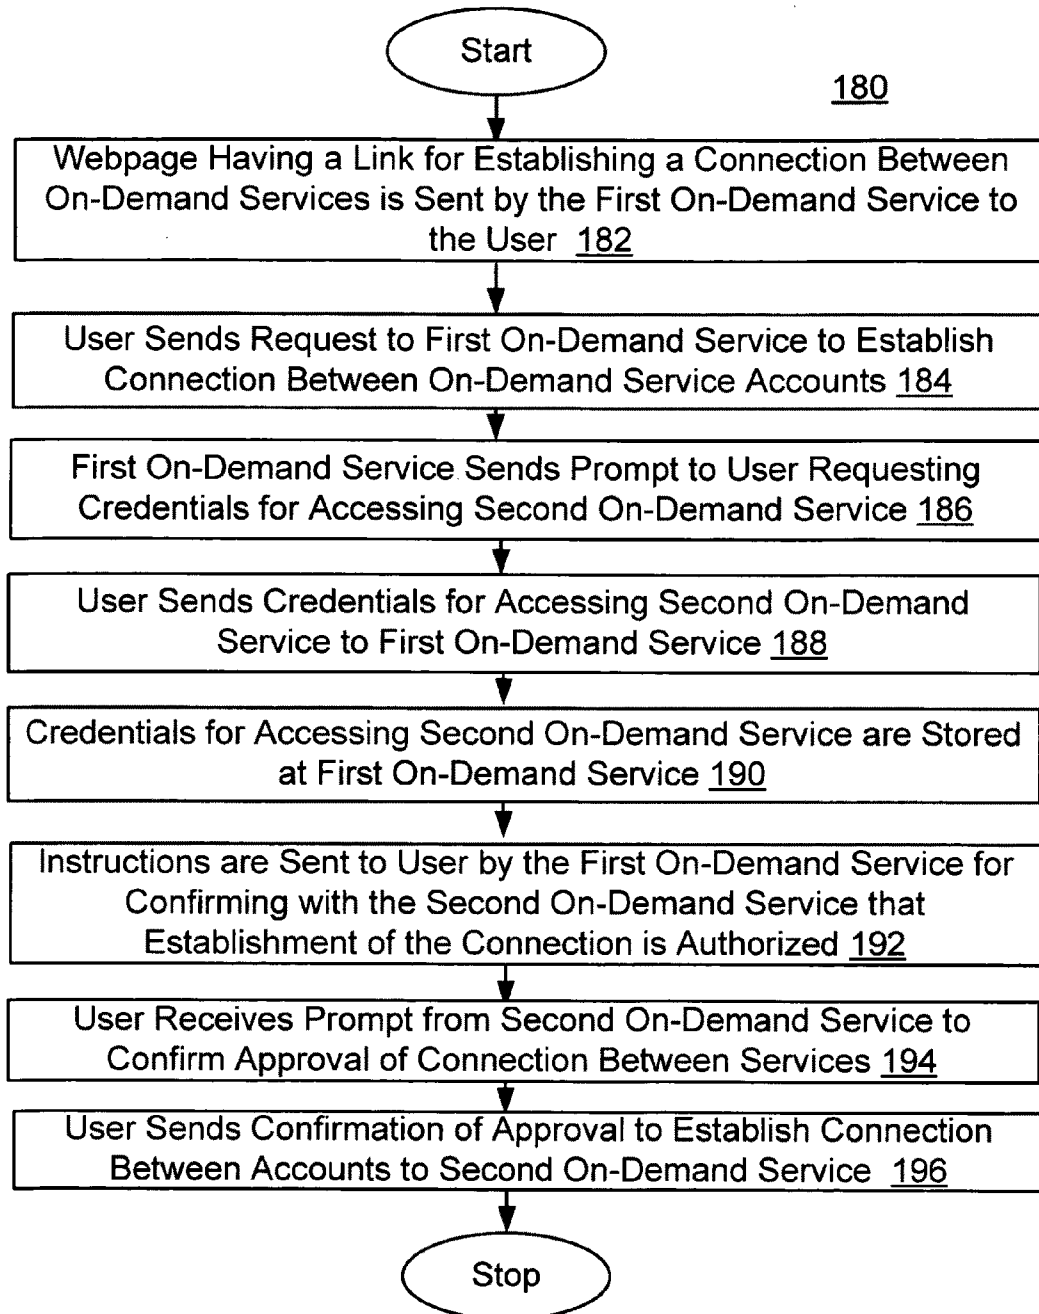 Start
180
Webpage Having a Link for Establishing a Connection Between
On-Demand Services is Sent by the First On-Demand Service to
the User 182
User Sends Request to First On-Demand Service to Establish
Connection Between On-Demand Service Accounts 184
First On-Demand Service Sends Prompt to User Requesting
Credentials for Accessing Second On-Demand Service 186
User Sends Credentials for Accessing Second On-Demand
Service to First On-Demand Service 188
Credentials for Accessing Second On-Demand Service are Stored
at First On-Demand Service 190
Instructions are Sent to User by the First On-Demand Service for
Confirming with the Second On-Demand Service that
Establishment of the Connection is Authorized 192
User Receives Prompt from Second On-Demand Service to
Confirm Approval of Connection Between Services 194
User Sends Confirmation of Approval to Establish Connection
Between Accounts to Second On-Demand Service 196
Stop